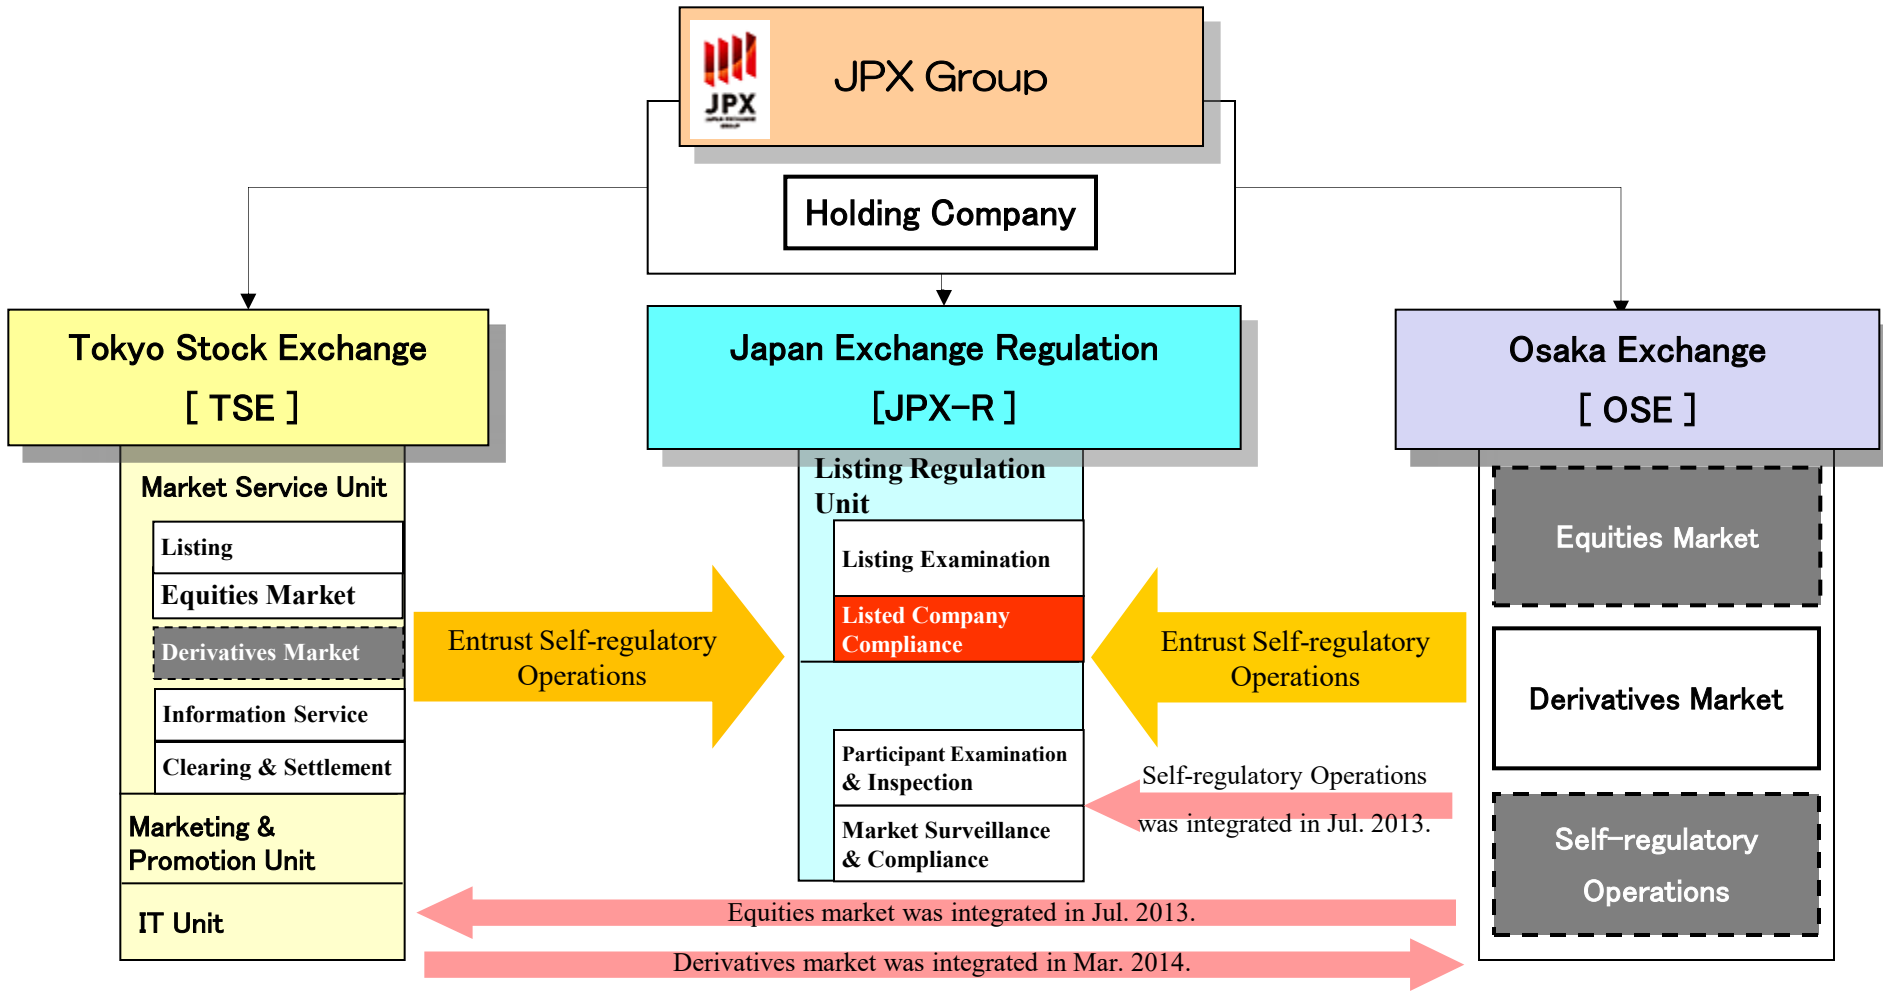 JPX
JAPAN EXCHANGE
GROUP
JPX Group
Holding Company
Tokyo Stock Exchange
[ TSE ]
Market Service Unit
Listing
Equities Market
Derivatives Market
Information Service
Clearing & Settlement
Marketing &
Promotion Unit
IT Unit
Entrust Self-regulatory
Operations
Japan Exchange Regulation
[JPX-R ]
Listing Regulation
Unit
Listing Examination
Listed Company
Compliance
Participant Examination
& Inspection
Market Surveillance
& Compliance
Entrust Self-regulatory
Operations
Self-regulatory Operations
was integrated in Jul. 2013.
Osaka Exchange
[ OSE ]
Equities Market
Derivatives Market
Self-regulatory
Operations
Equities market was integrated in Jul. 2013.
Derivatives market was integrated in Mar. 2014.